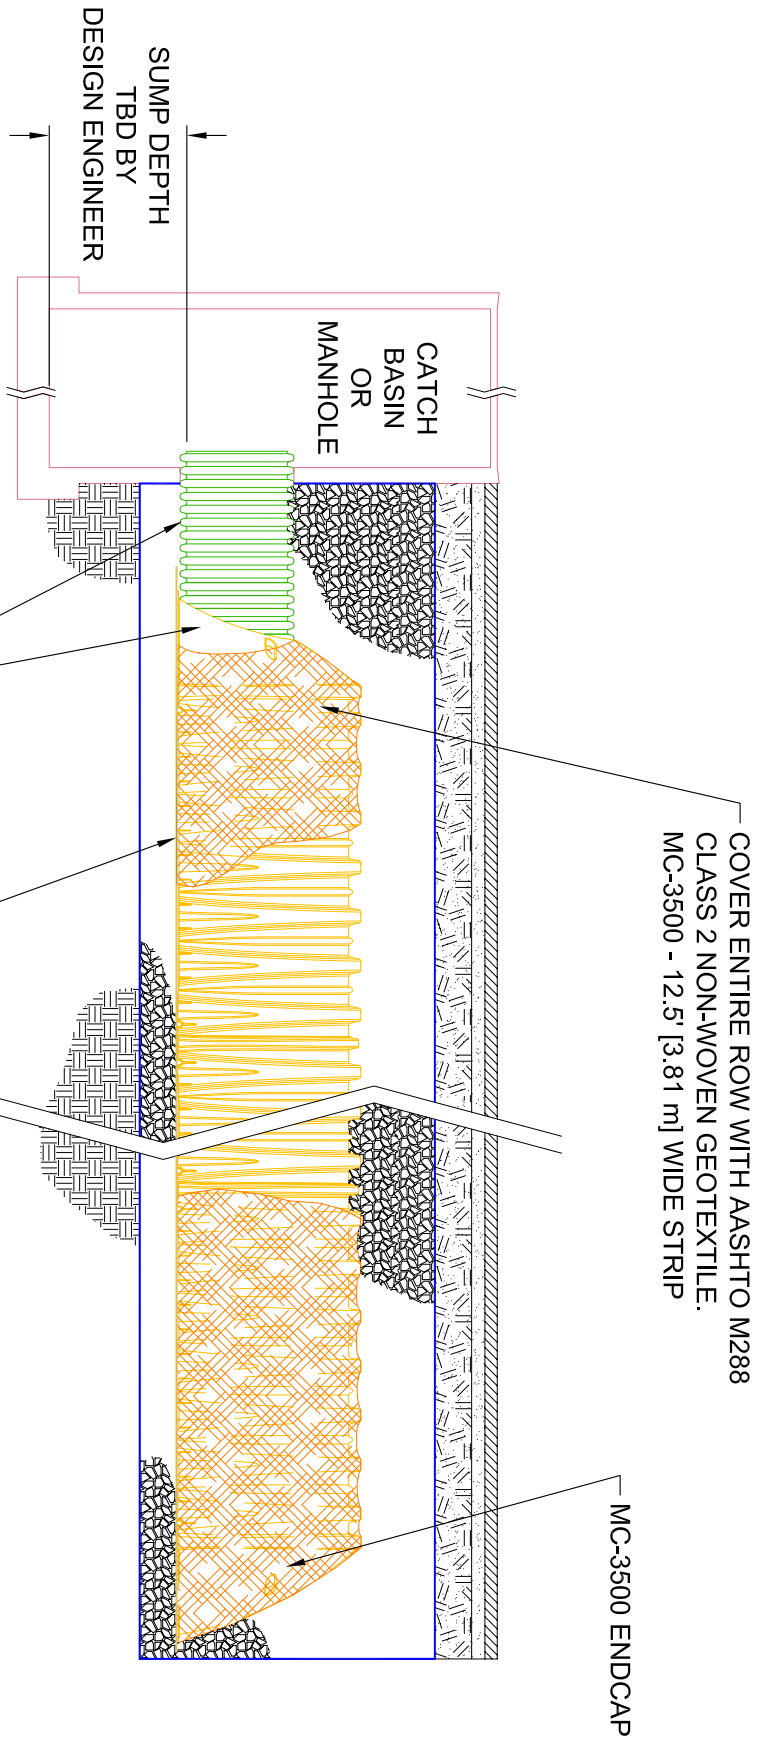 COVER ENTIRE ROW WITH AASHTO M288
CLASS 2 NON-WOVEN GEOTEXTILE.
MC-3500 - 12.5' [3.81 m] WIDE STRIP
MC-3500 ENDCAP
CATCH
BASIN
OR
MANHOLE
SUMP DEPTH
TBD BY
DESIGN ENGINEER